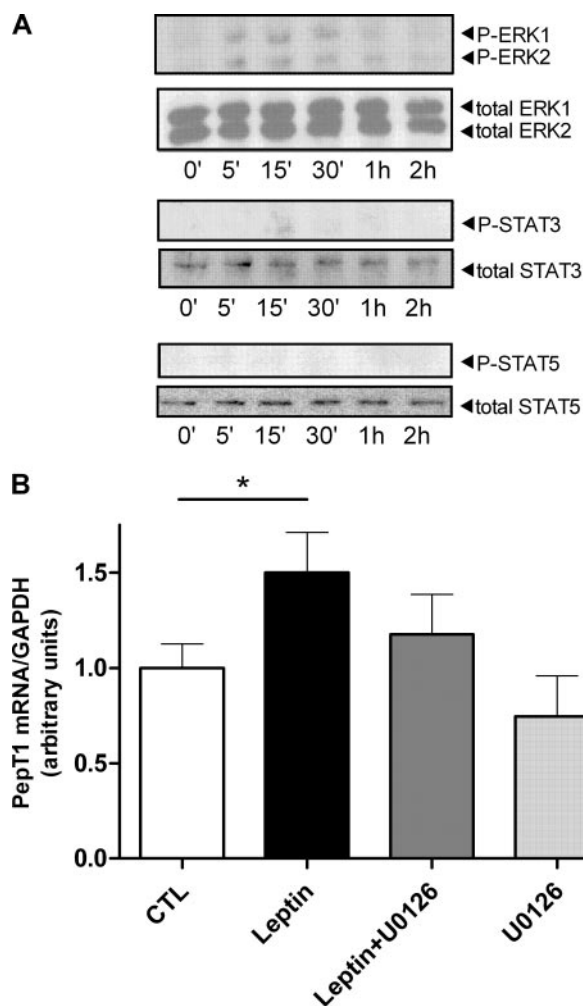 A
P-ERK1
P-ERK2
total ERK1
total ERK2
0' 5' 15' 30' 1h 2h
P-STAT3
total STAT3
0' 5' 15' 30' 1h 2h
P-STAT5
total STAT5
0' 5' 15' 30' 1h 2h
B
*
PepT1 mRNA/GAPDH
(arbitrary units)
1.5
1.0
0.5
0.0
CTL
Leptin
Leptin+U0126
U0126